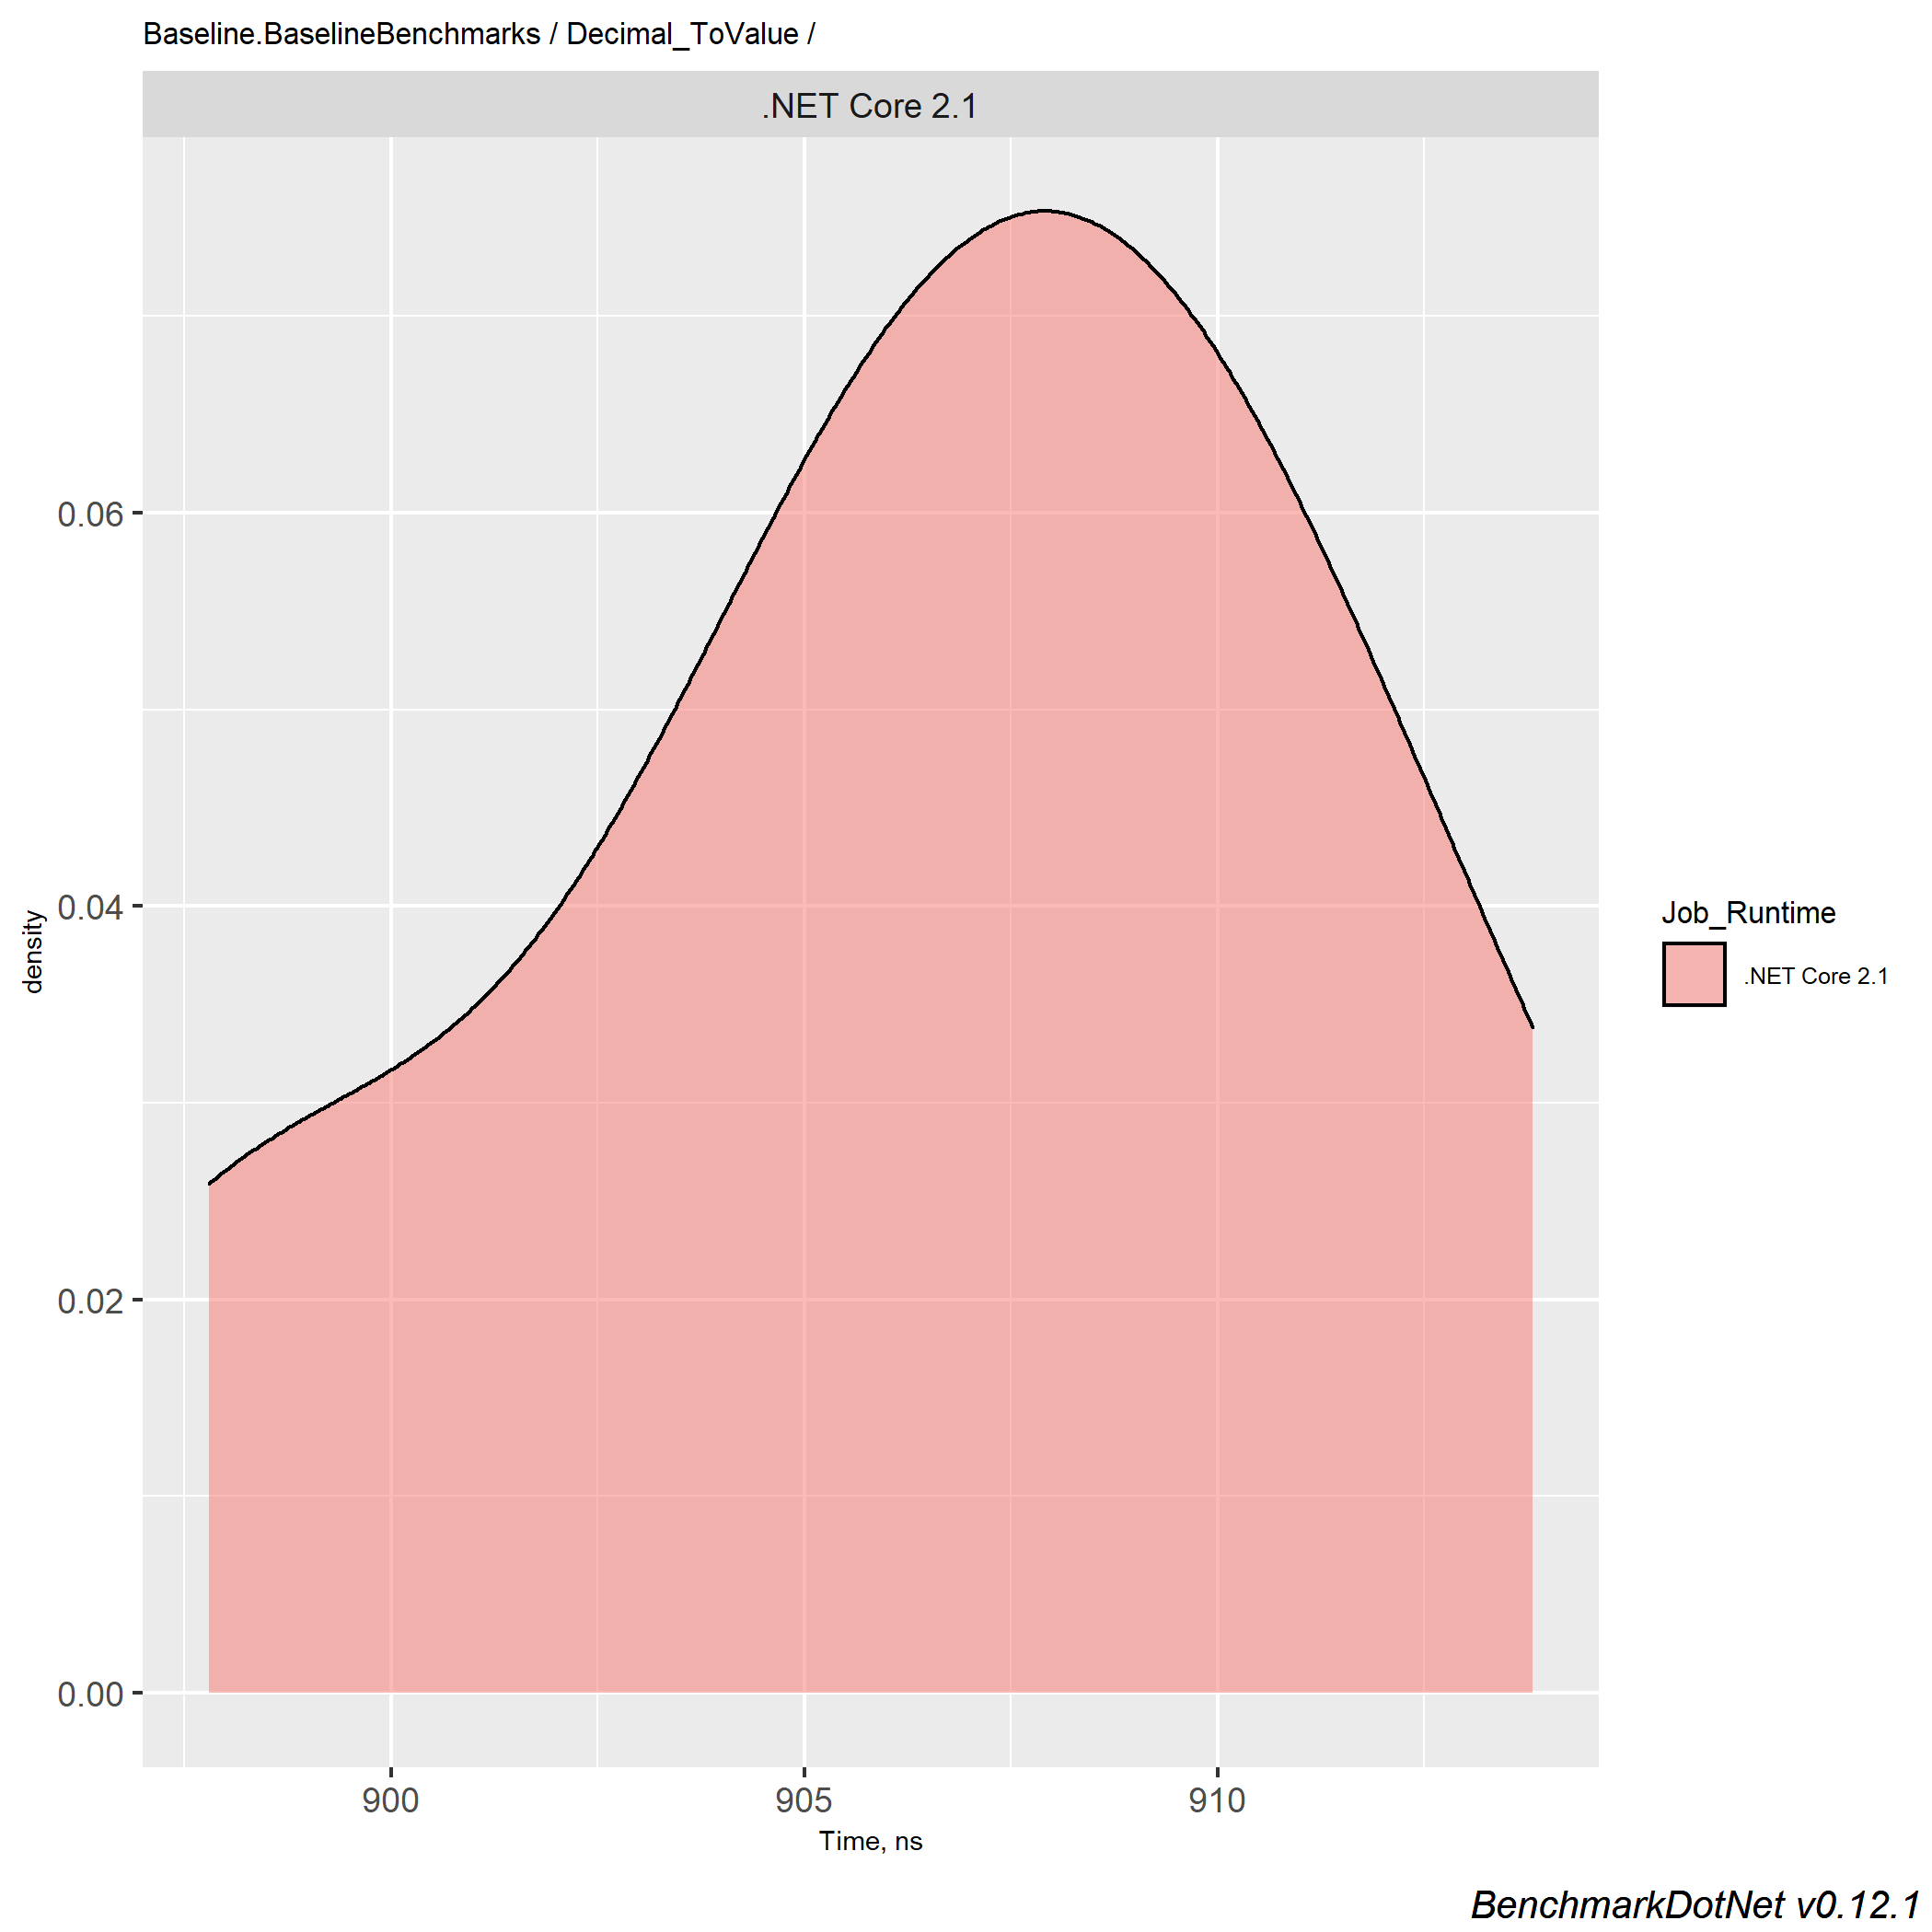 Baseline.BaselineBenchmarks / Decimal_ToValue /
.NET Core 2.1
0.06
0.04
0.02
0.00
density
900 905 910
Time, ns
Job_Runtime
.NET Core 2.1
BenchmarkDotNet v0.12.1